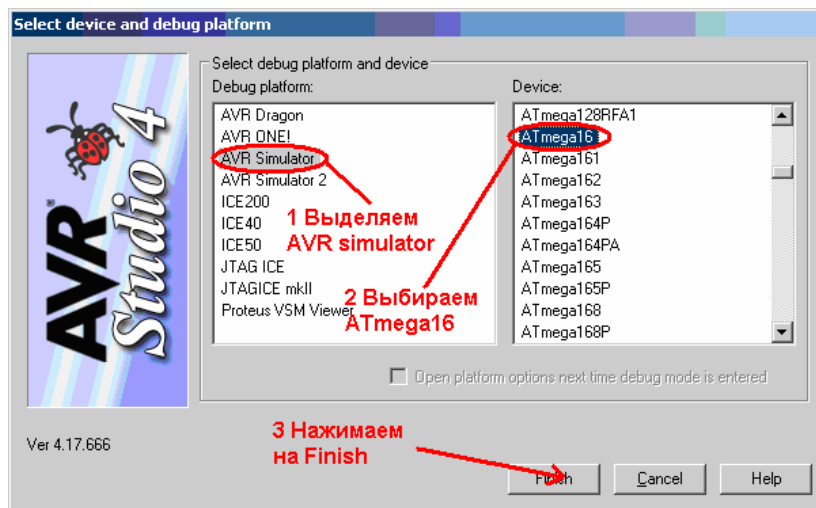 Select device and debug platform
AVR
Studio 4
Select debug platform and device
Debug platform:
AVR Dragon
AVR ONE!
AVR Simulator
AVR Simulator 2
ICE200
ICE40
ICE50
JTAG ICE
JTAGICE mkII
Proteus VSM Viewer
1 Выделяем
AVR simulator
2 Выбираем
ATmega16
Device:
ATmega128RFA1
ATmega16
ATmega161
ATmega162
ATmega163
ATmega164P
ATmega164PA
ATmega165
ATmega165P
ATmega168
ATmega168P
Open platform options next time debug mode is entered
Ver 4.17.666
3 Нажимаем
на Finish
Finish
Cancel
Help